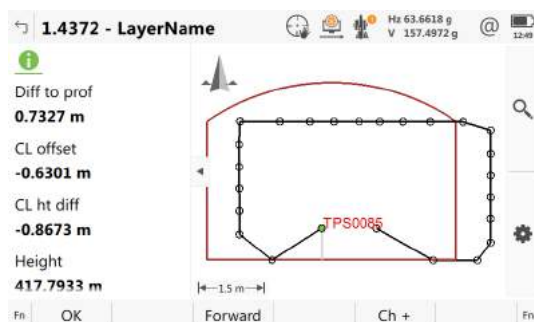 1.4372 - LayerName
Hz 63.6618 g
V 157.4972 g
@
12:49
Diff to prof
0.7327 m
CL offset
-0.6301 m
CL ht diff
-0.8673 m
Height
417.7933 m
TPS0085
1.5 m
Fn OK Forward Ch + Fn